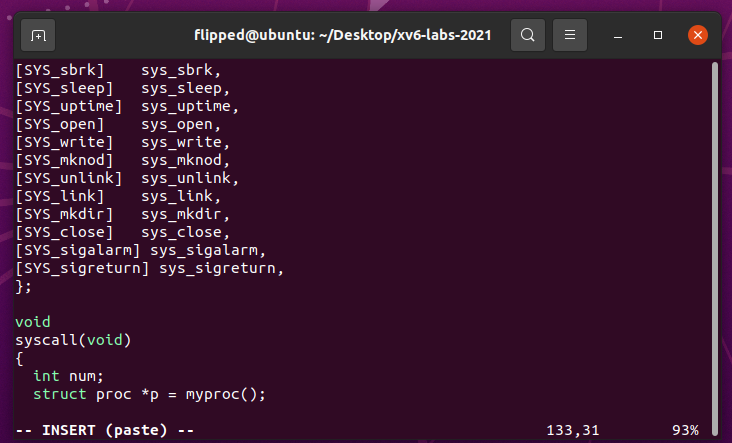 flipped@ubuntu: ~/Desktop/xv6-labs-2021
[SYS_sbrk]    sys_sbrk,
[SYS_sleep]   sys_sleep,
[SYS_uptime]  sys_uptime,
[SYS_open]    sys_open,
[SYS_write]   sys_write,
[SYS_mknod]   sys_mknod,
[SYS_unlink]  sys_unlink,
[SYS_link]    sys_link,
[SYS_mkdir]   sys_mkdir,
[SYS_close]   sys_close,
[SYS_sigalarm] sys_sigalarm,
[SYS_sigreturn] sys_sigreturn,
};

void
syscall(void)
{
  int num;
  struct proc *p = myproc();

-- INSERT (paste) --                                       133,31        93%